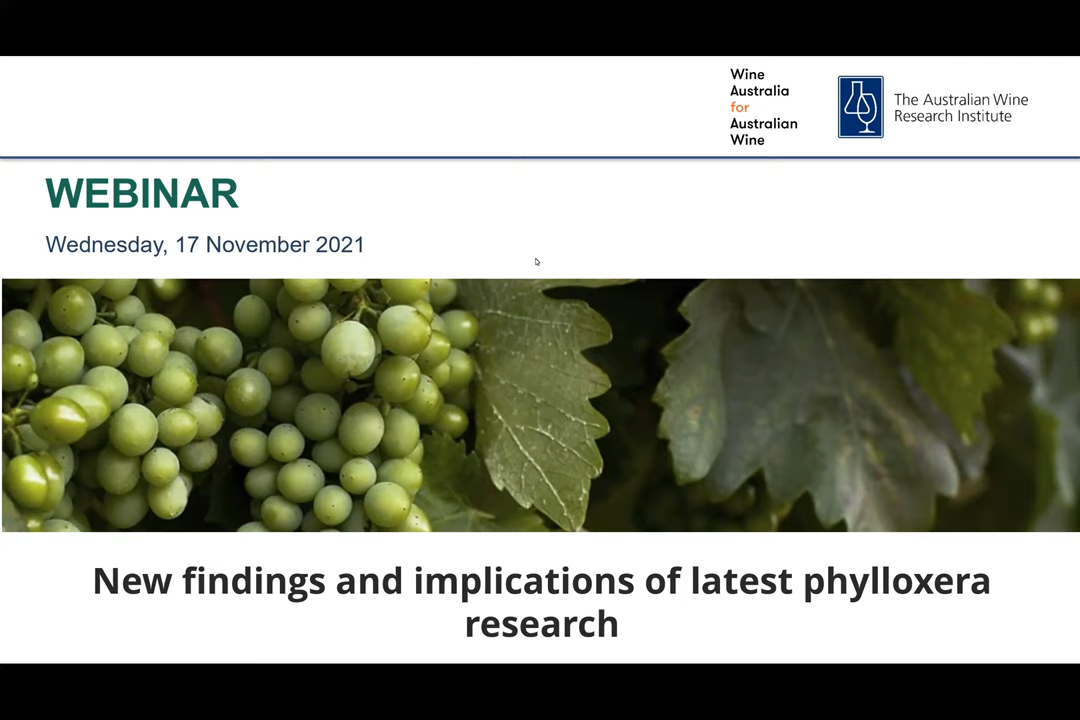 Wine
Australia
for
Australian
Wine
The Australian Wine
Research Institute
WEBINAR
Wednesday, 17 November 2021
New findings and implications of latest phylloxera
research